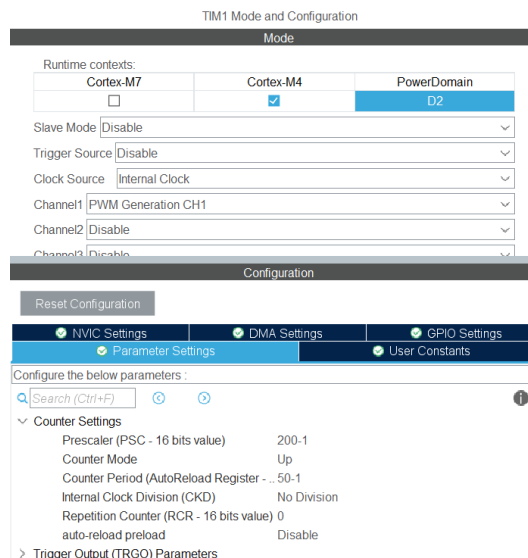 TIM1 Mode and Configuration
Mode
Runtime contexts:
Cortex-M7 Cortex-M4 PowerDomain
D2
Slave Mode Disable
Trigger Source Disable
Clock Source Internal Clock
Channel1 PWM Generation CH1
Channel2 Disable
Channel3 Disable
Configuration
Reset Configuration
NVIC Settings DMA Settings GPIO Settings
Parameter Settings User Constants
Configure the below parameters :
Search (Ctrl+F)
Counter Settings
Prescaler (PSC - 16 bits value) 200-1
Counter Mode Up
Counter Period (AutoReload Register - .. 50-1
Internal Clock Division (CKD) No Division
Repetition Counter (RCR - 16 bits value) 0
auto-reload preload Disable
Trigger Output (TRGO) Parameters